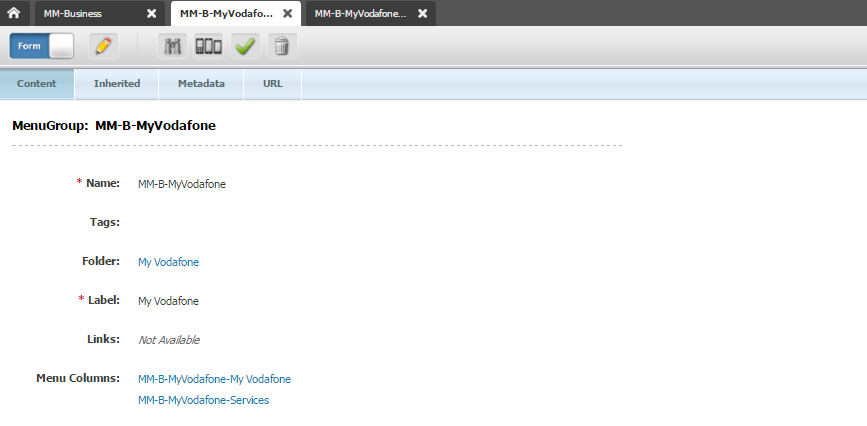 MM-Business
MM-B-MyVodafo...
MM-B-MyVodafone...
Form
Content Inherited Metadata URL
MenuGroup: MM-B-MyVodafone
* Name: MM-B-MyVodafone
Tags:
Folder: My Vodafone
* Label: My Vodafone
Links: Not Available
Menu Columns: MM-B-MyVodafone-My Vodafone
MM-B-MyVodafone-Services